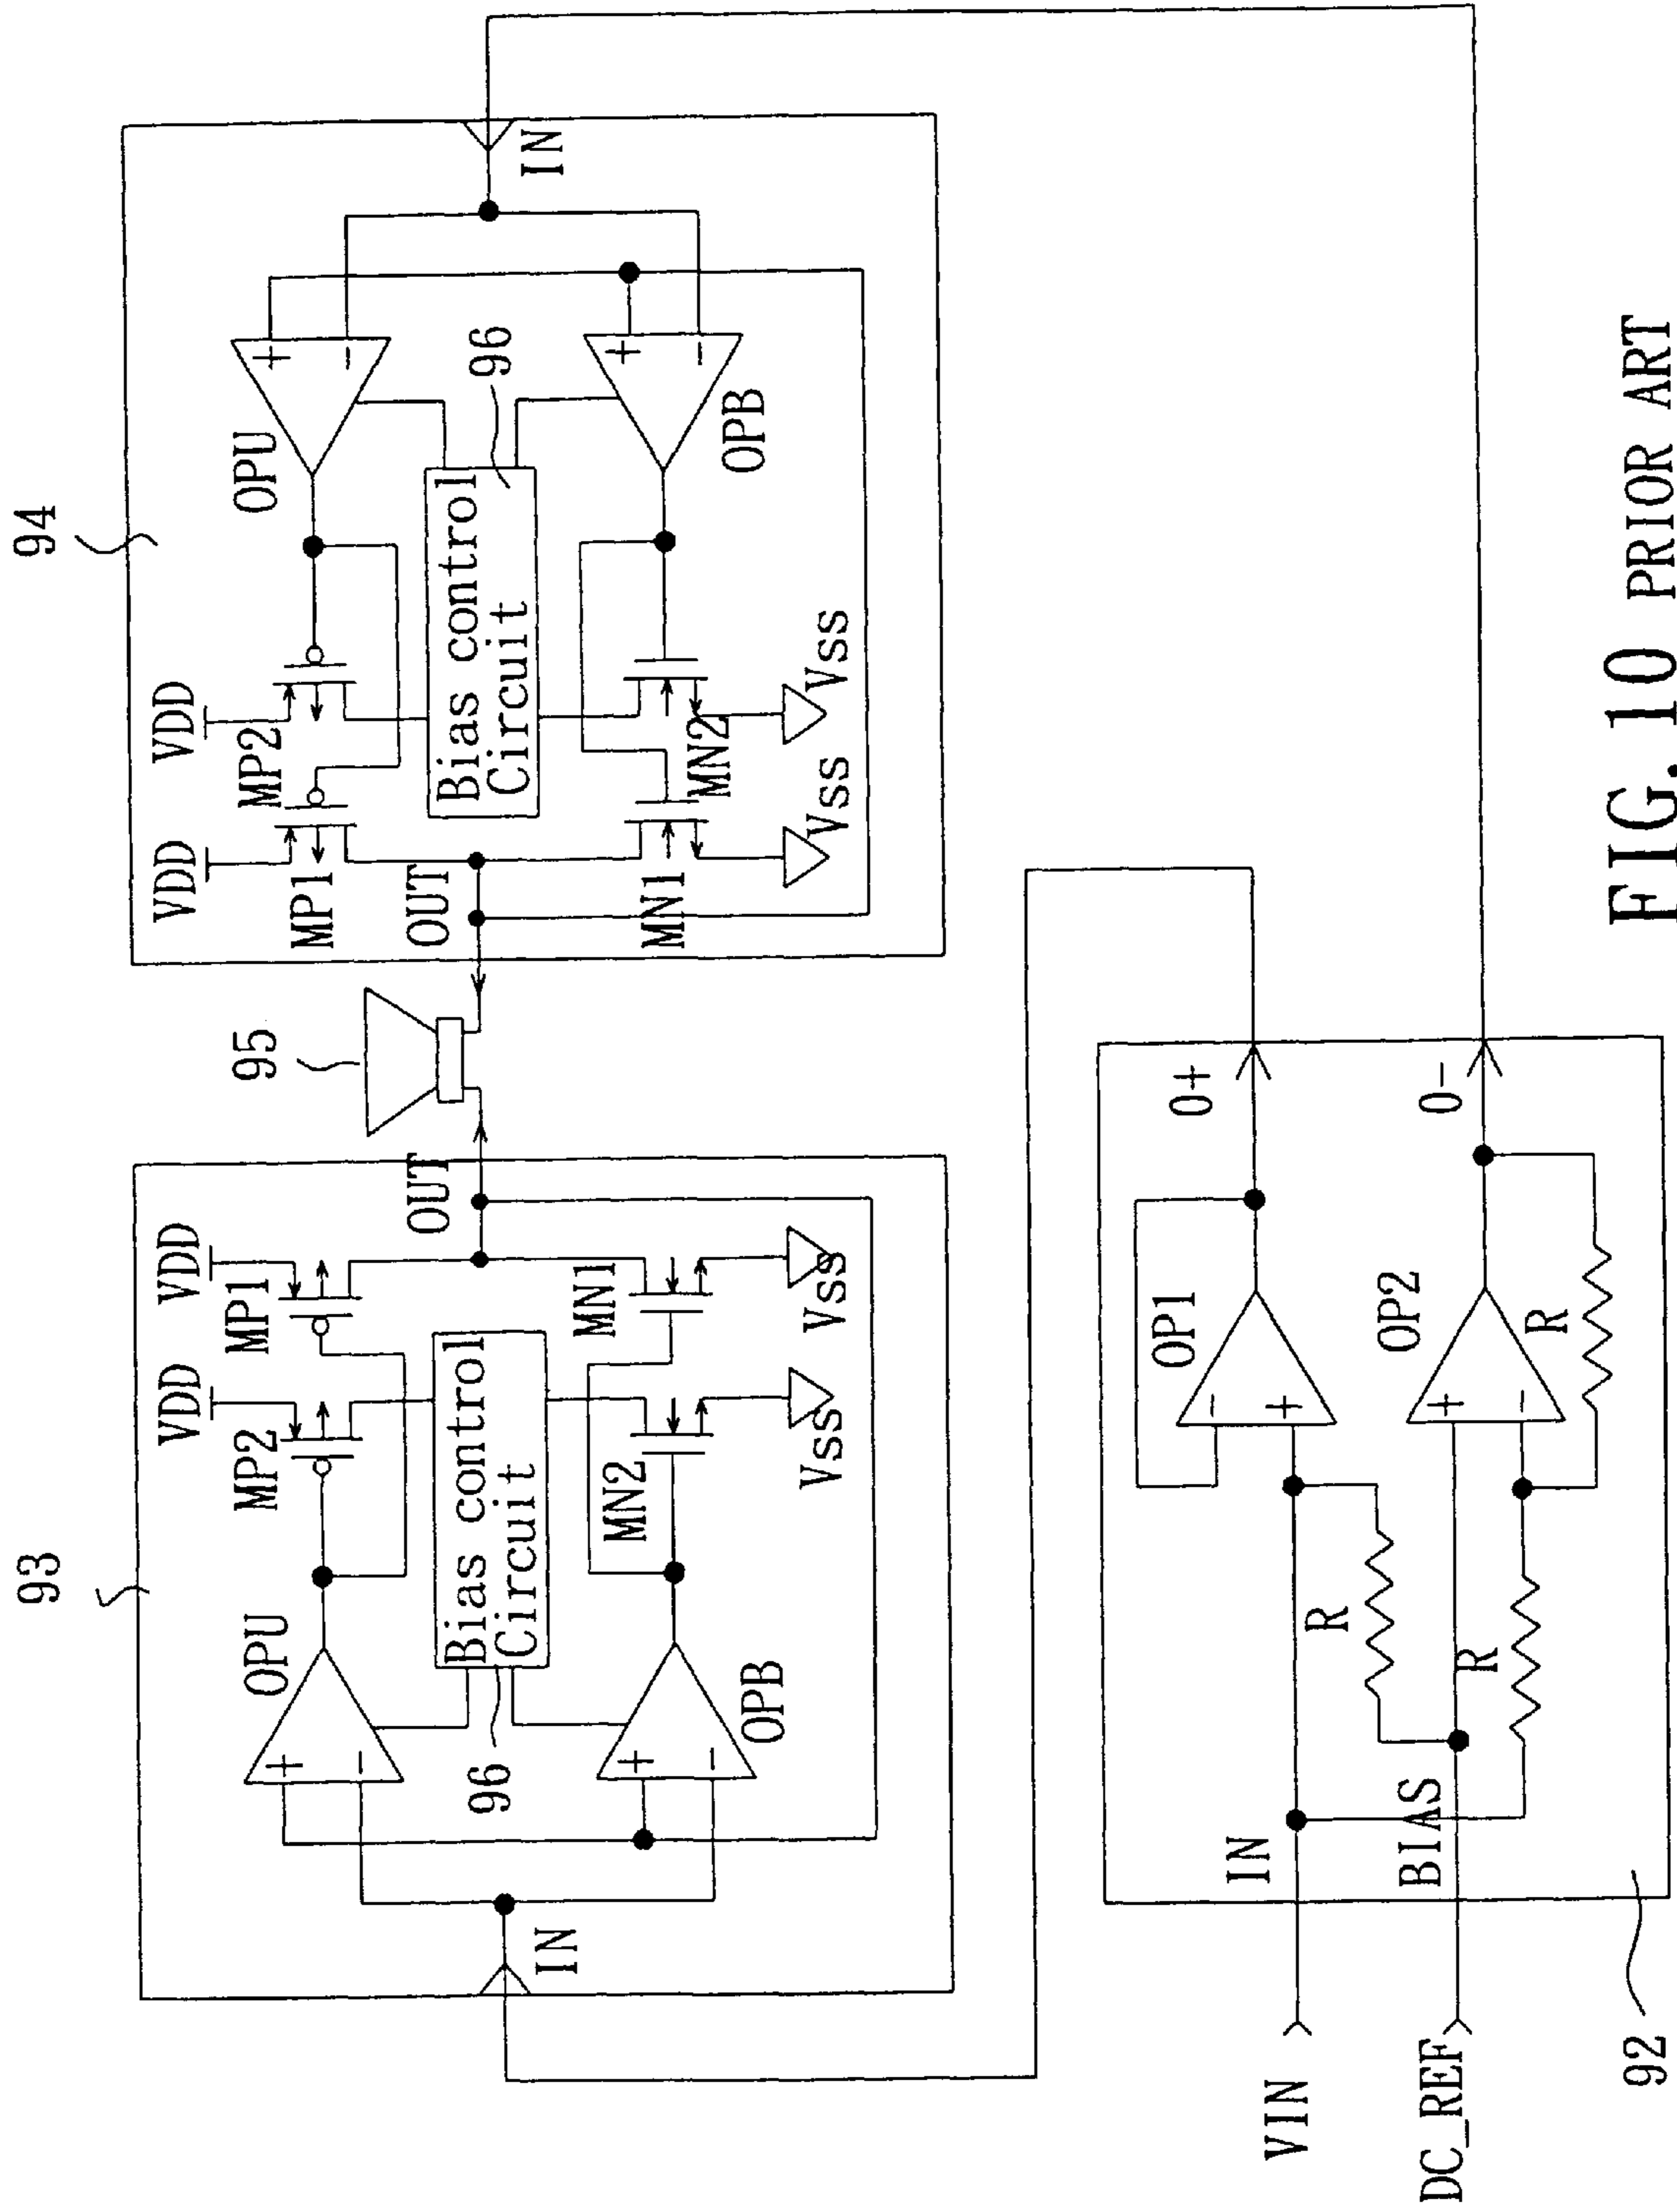 93
94
95
VDD
VDD
VDD
VDD
MP2
MP1
MP1
MP2
OPU
OPU
OUT
OUT
Bias control
Circuit
Bias control
Circuit
96
96
OPB
OPB
MN2
MN1
MN1
MN2
Vss
Vss
Vss
Vss
IN
IN
+
-
+
-
+
-
+
-
VIN
DC_REF
IN
BIAS
R
R
R
OP1
OP2
-
+
+
-
O+
O-
92
FIG.10 PRIOR ART